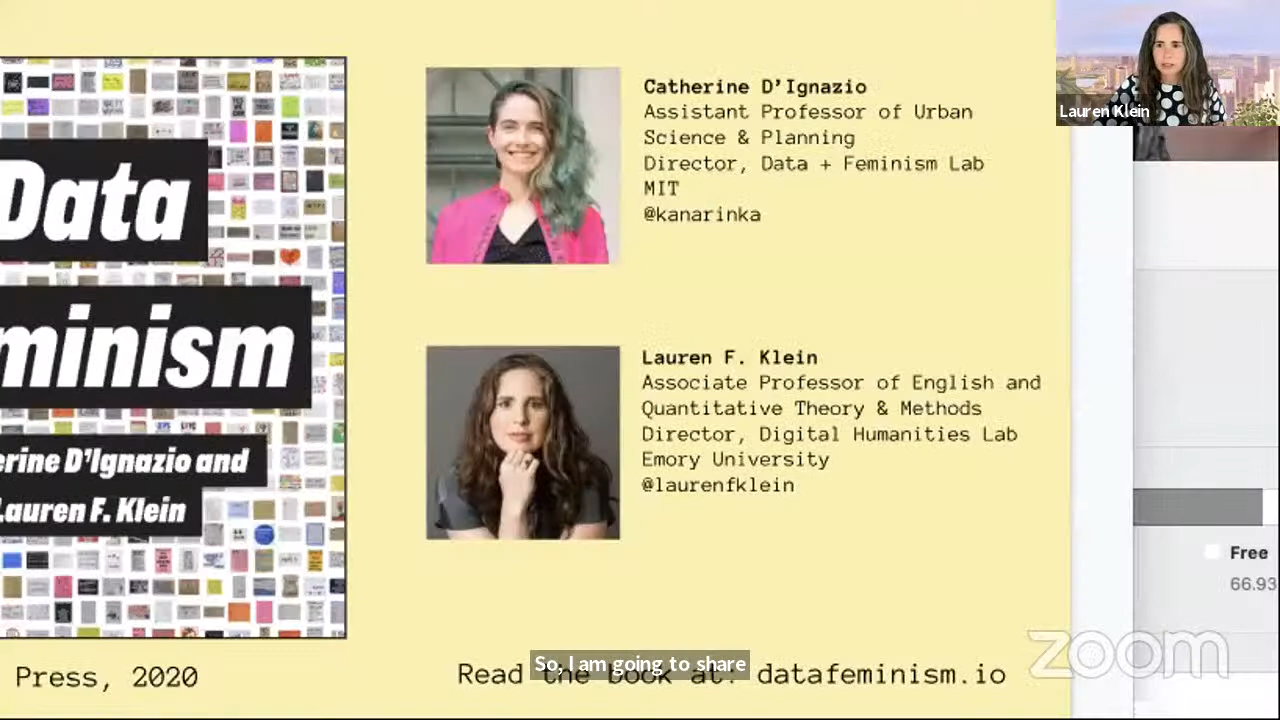 Data
minism
erine D'Ignazio and
Lauren F. Klein
Press, 2020
Catherine D'Ignazio
Assistant Professor of Urban
Science & Planning
Director, Data + Feminism Lab
MIT
@kanarinka
Lauren F. Klein
Associate Professor of English and
Quantitative Theory & Methods
Director, Digital Humanities Lab
Emory University
@laurenfklein
Read the book at: datafeminism.io
So, I am going to share
Lauren Klein
Free
66.93
zoom